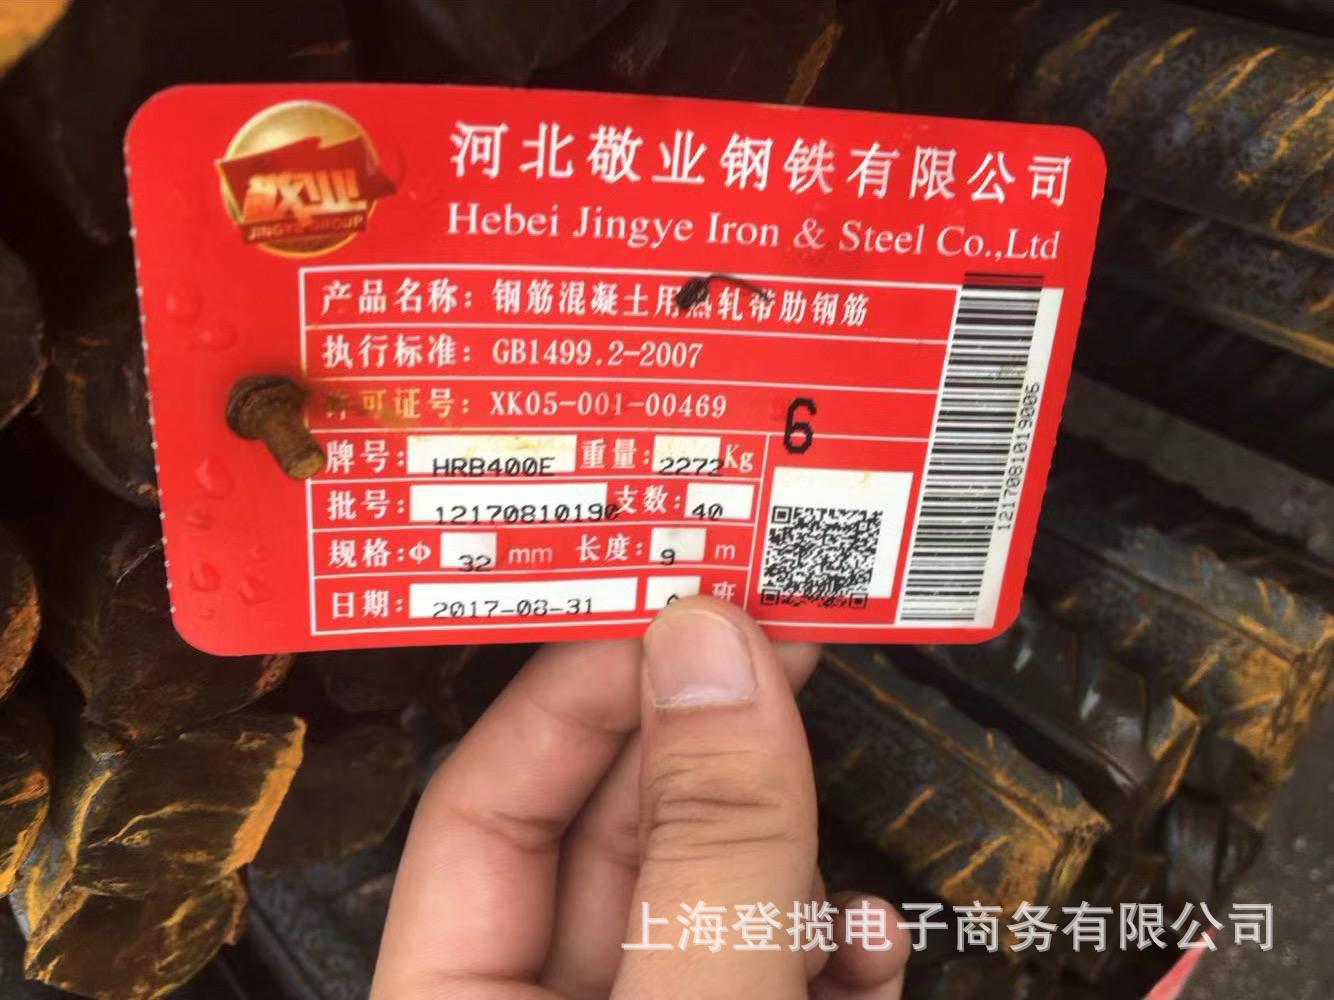 敬业
JINGYE GROUP
河北敬业钢铁有限公司
Hebei Jingye Iron & Steel Co.,Ltd
产品名称：钢筋混凝土用热轧带肋钢筋
执行标准：GB1499.2-2007
许可证号：XK05-001-00469
6
牌号：HRB400E 重量：2272Kg
批号：12170810190 支数：40
规格：Φ 32 mm 长度：9 m
日期：2017-08-31 班
121708101019006
上海登揽电子商务有限公司